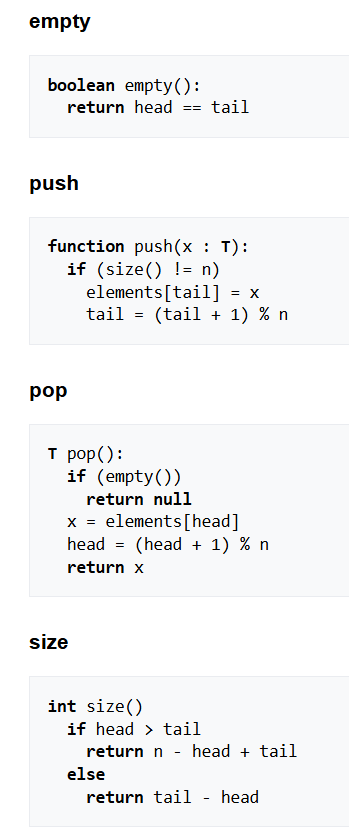 empty
boolean empty():
  return head == tail
push
function push(x : T):
  if (size() != n)
    elements[tail] = x
    tail = (tail + 1) % n
pop
T pop():
  if (empty())
    return null
  x = elements[head]
  head = (head + 1) % n
  return x
size
int size()
  if head > tail
    return n - head + tail
  else
    return tail - head